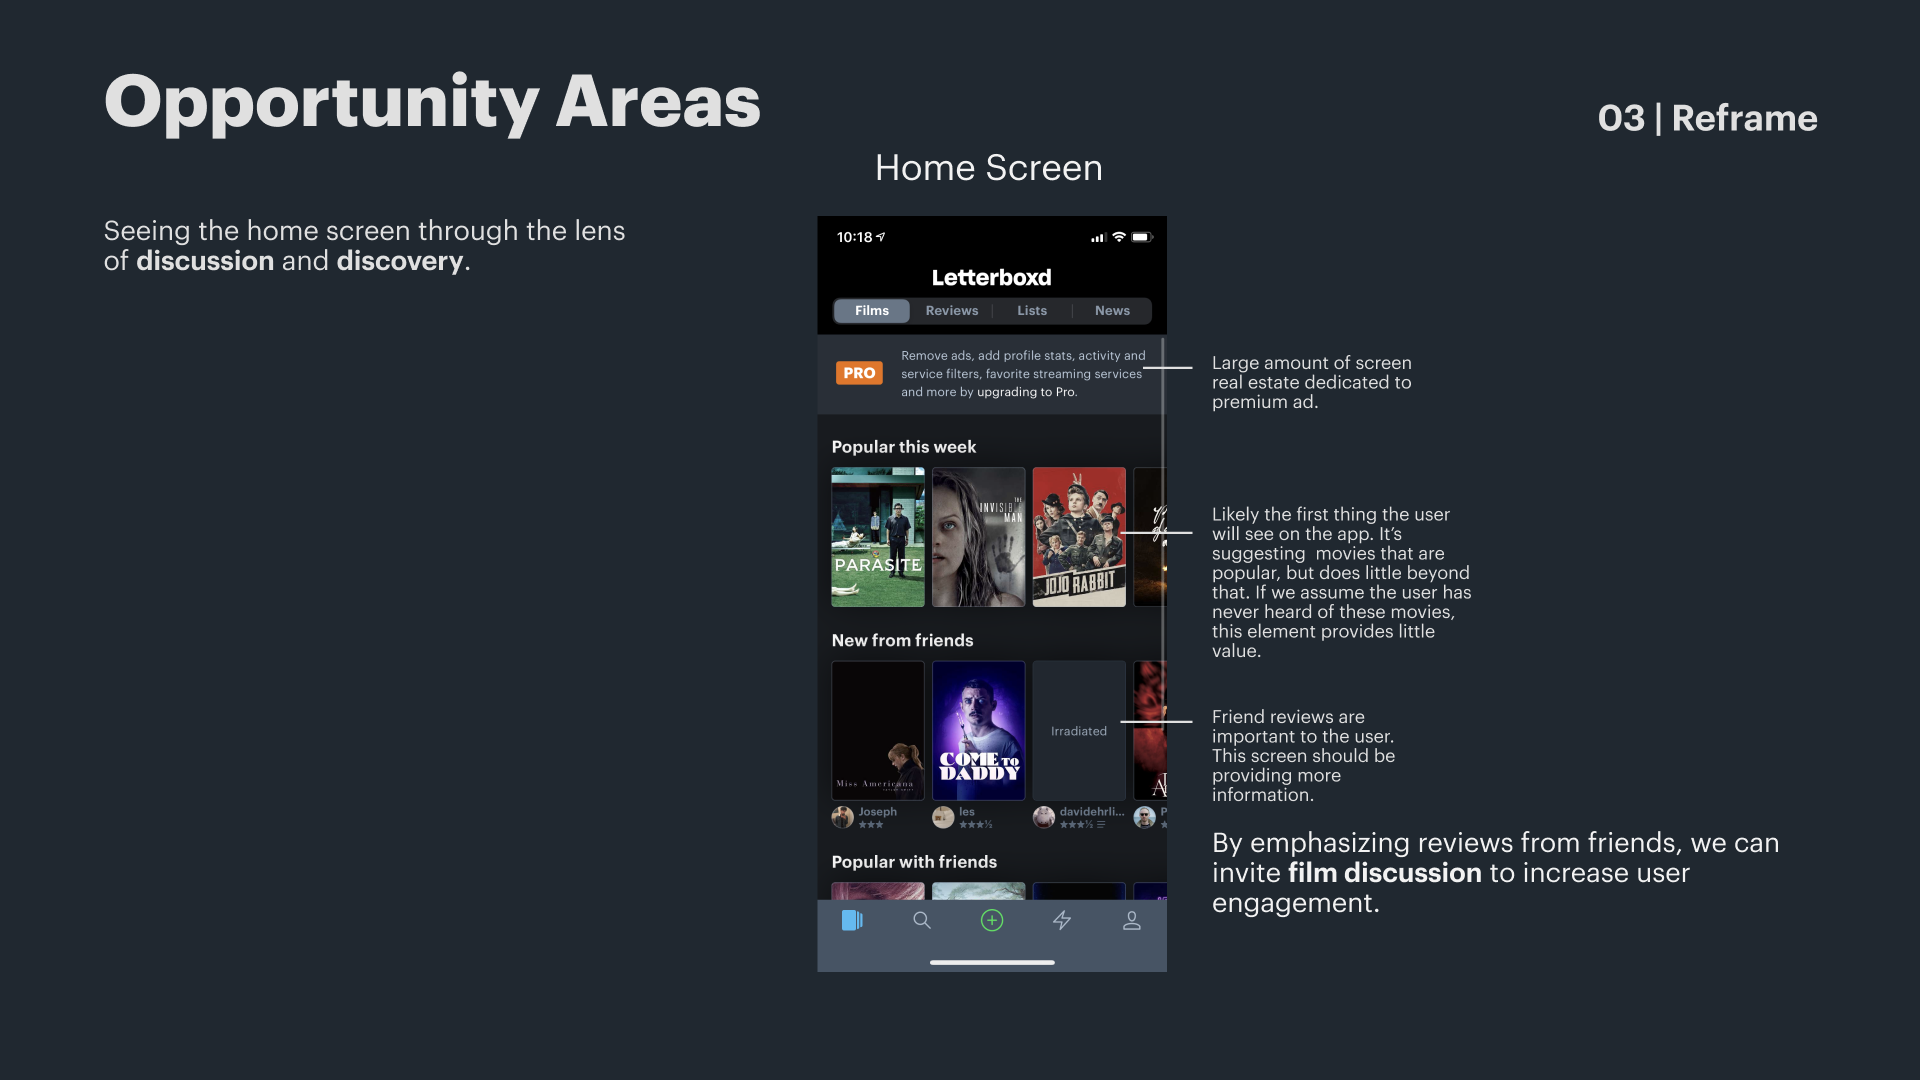 Opportunity Areas
03 | Reframe
Home Screen
Seeing the home screen through the lens
of discussion and discovery.
10:18
Letterboxd
Films Reviews Lists News
PRO
Remove ads, add profile stats, activity and
service filters, favorite streaming services
and more by upgrading to Pro.
Large amount of screen
real estate dedicated to
premium ad.
Popular this week
PARASITE
THE
INVISIBLE
MAN
JOJO RABBIT
Likely the first thing the user
will see on the app. It’s
suggesting  movies that are
popular, but does little beyond
that. If we assume the user has
never heard of these movies,
this element provides little
value.
New from friends
Miss Americana
COME TO
DADDY
Irradiated
Joseph
★★★
les
★★★½
davidehrli...
★★★½
P
Friend reviews are
important to the user.
This screen should be
providing more
information.
By emphasizing reviews from friends, we can
invite film discussion to increase user
engagement.
Popular with friends